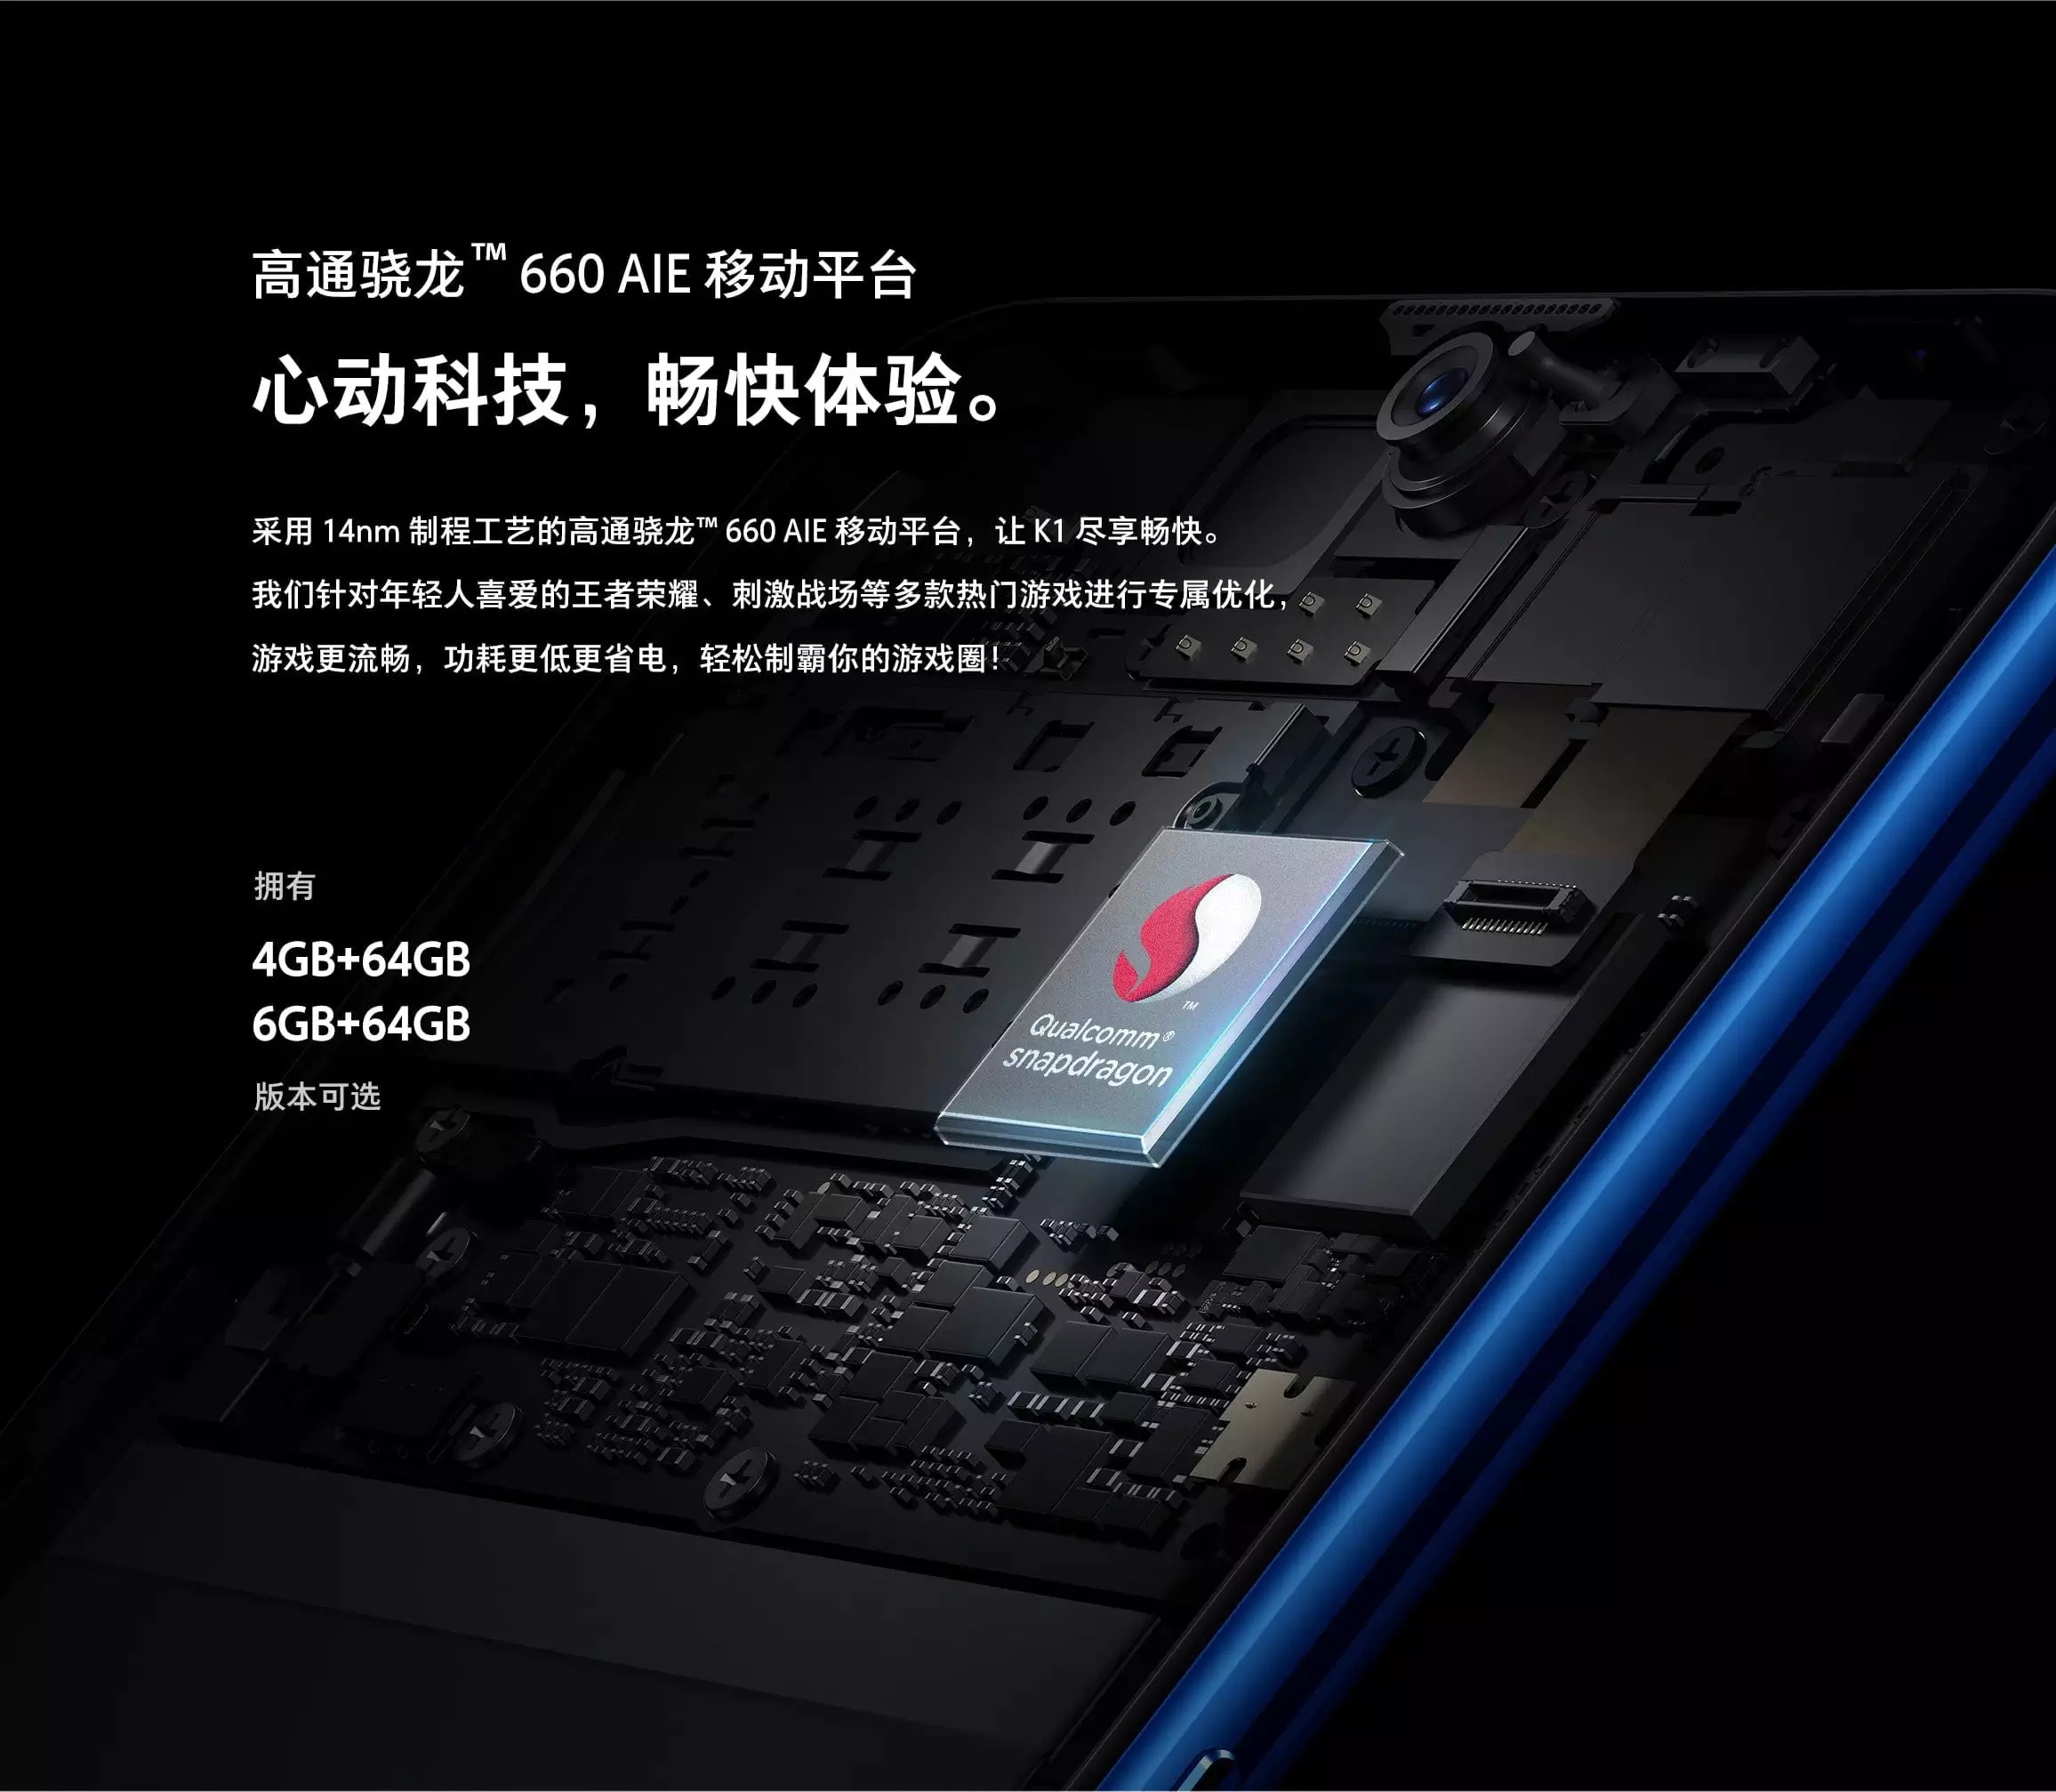 高通骁龙™ 660 AIE 移动平台
心动科技，畅快体验。
采用 14nm 制程工艺的高通骁龙™ 660 AIE 移动平台，让 K1 尽享畅快。
我们针对年轻人喜爱的王者荣耀、刺激战场等多款热门游戏进行专属优化，
游戏更流畅，功耗更低更省电，轻松制霸你的游戏圈！
拥有
4GB+64GB
6GB+64GB
版本可选
TM
Qualcomm®
snapdragon